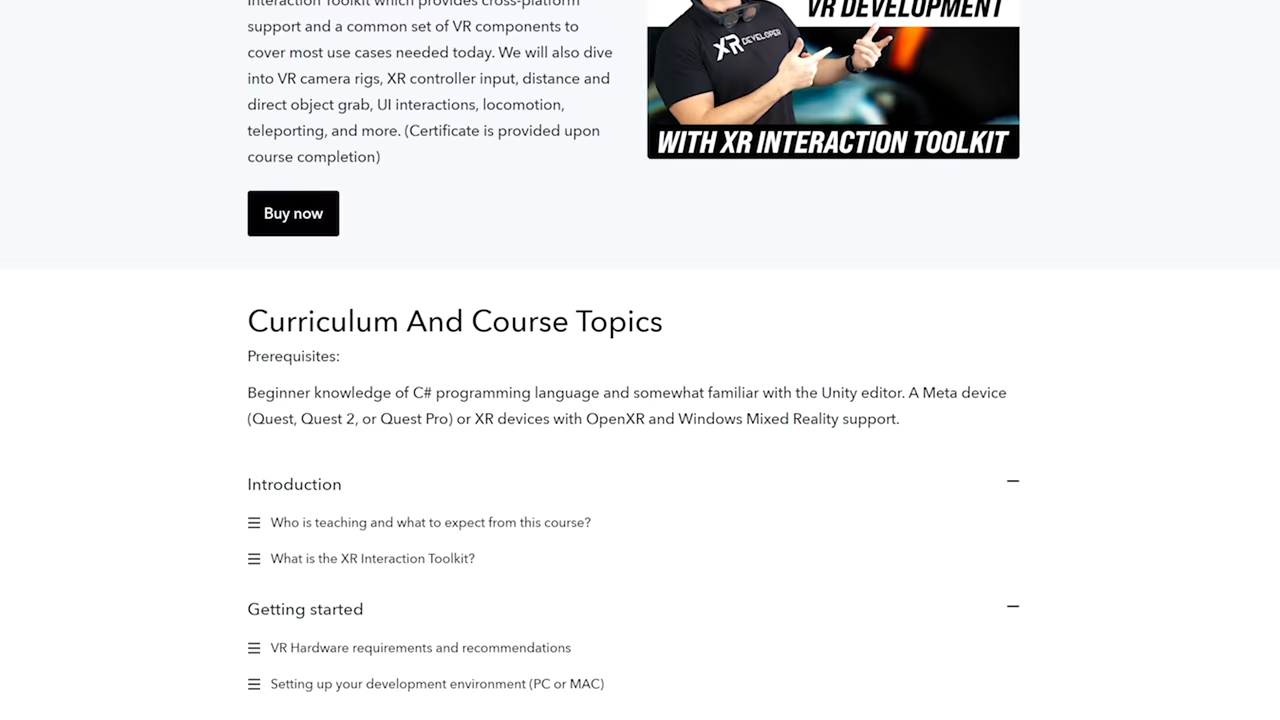 Interaction Toolkit which provides cross-platform
support and a common set of VR components to
cover most use cases needed today. We will also dive
into VR camera rigs, XR controller input, distance and
direct object grab, UI interactions, locomotion,
teleporting, and more. (Certificate is provided upon
course completion)
VR DEVELOPMENT
XR DEVELOPER
WITH XR INTERACTION TOOLKIT
Buy now
Curriculum And Course Topics
Prerequisites:
Beginner knowledge of C# programming language and somewhat familiar with the Unity editor. A Meta device
(Quest, Quest 2, or Quest Pro) or XR devices with OpenXR and Windows Mixed Reality support.
Introduction
Who is teaching and what to expect from this course?
What is the XR Interaction Toolkit?
Getting started
VR Hardware requirements and recommendations
Setting up your development environment (PC or MAC)